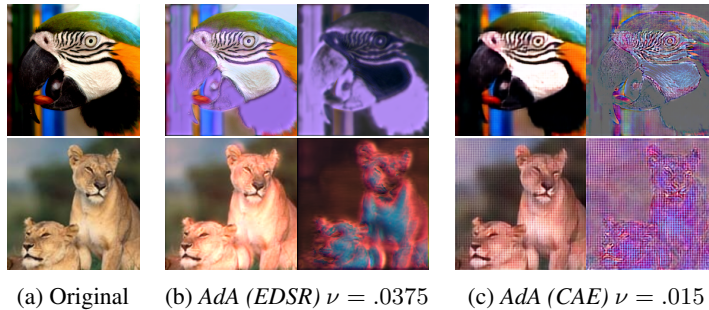 (a) Original
(b) AdA (EDSR) ν = .0375
(c) AdA (CAE) ν = .015